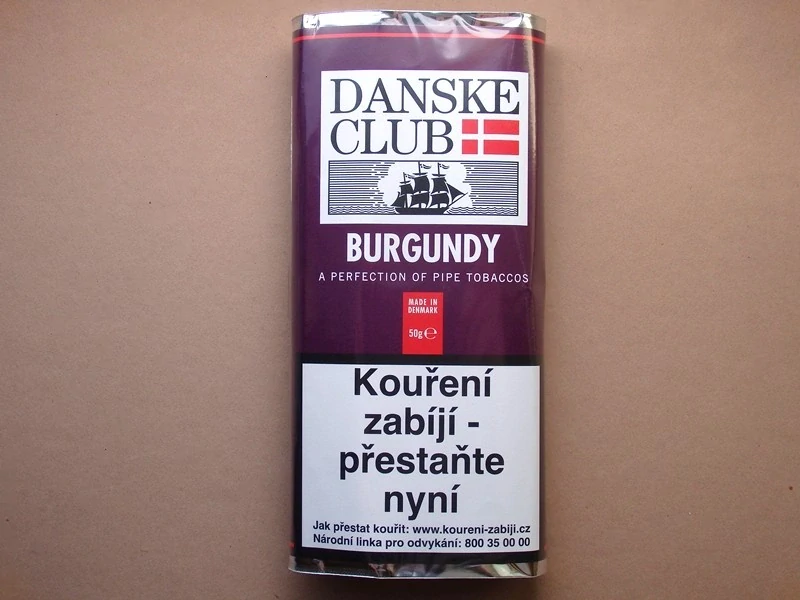 DANSKE
CLUB
BURGUNDY
A PERFECTION OF PIPE TOBACCOS
MADE IN
DENMARK
50g ℮
Kouření
zabíjí -
přestaňte
nyní
Jak přestat kouřit: www.koureni-zabiji.cz
Národní linka pro odvykání: 800 35 00 00